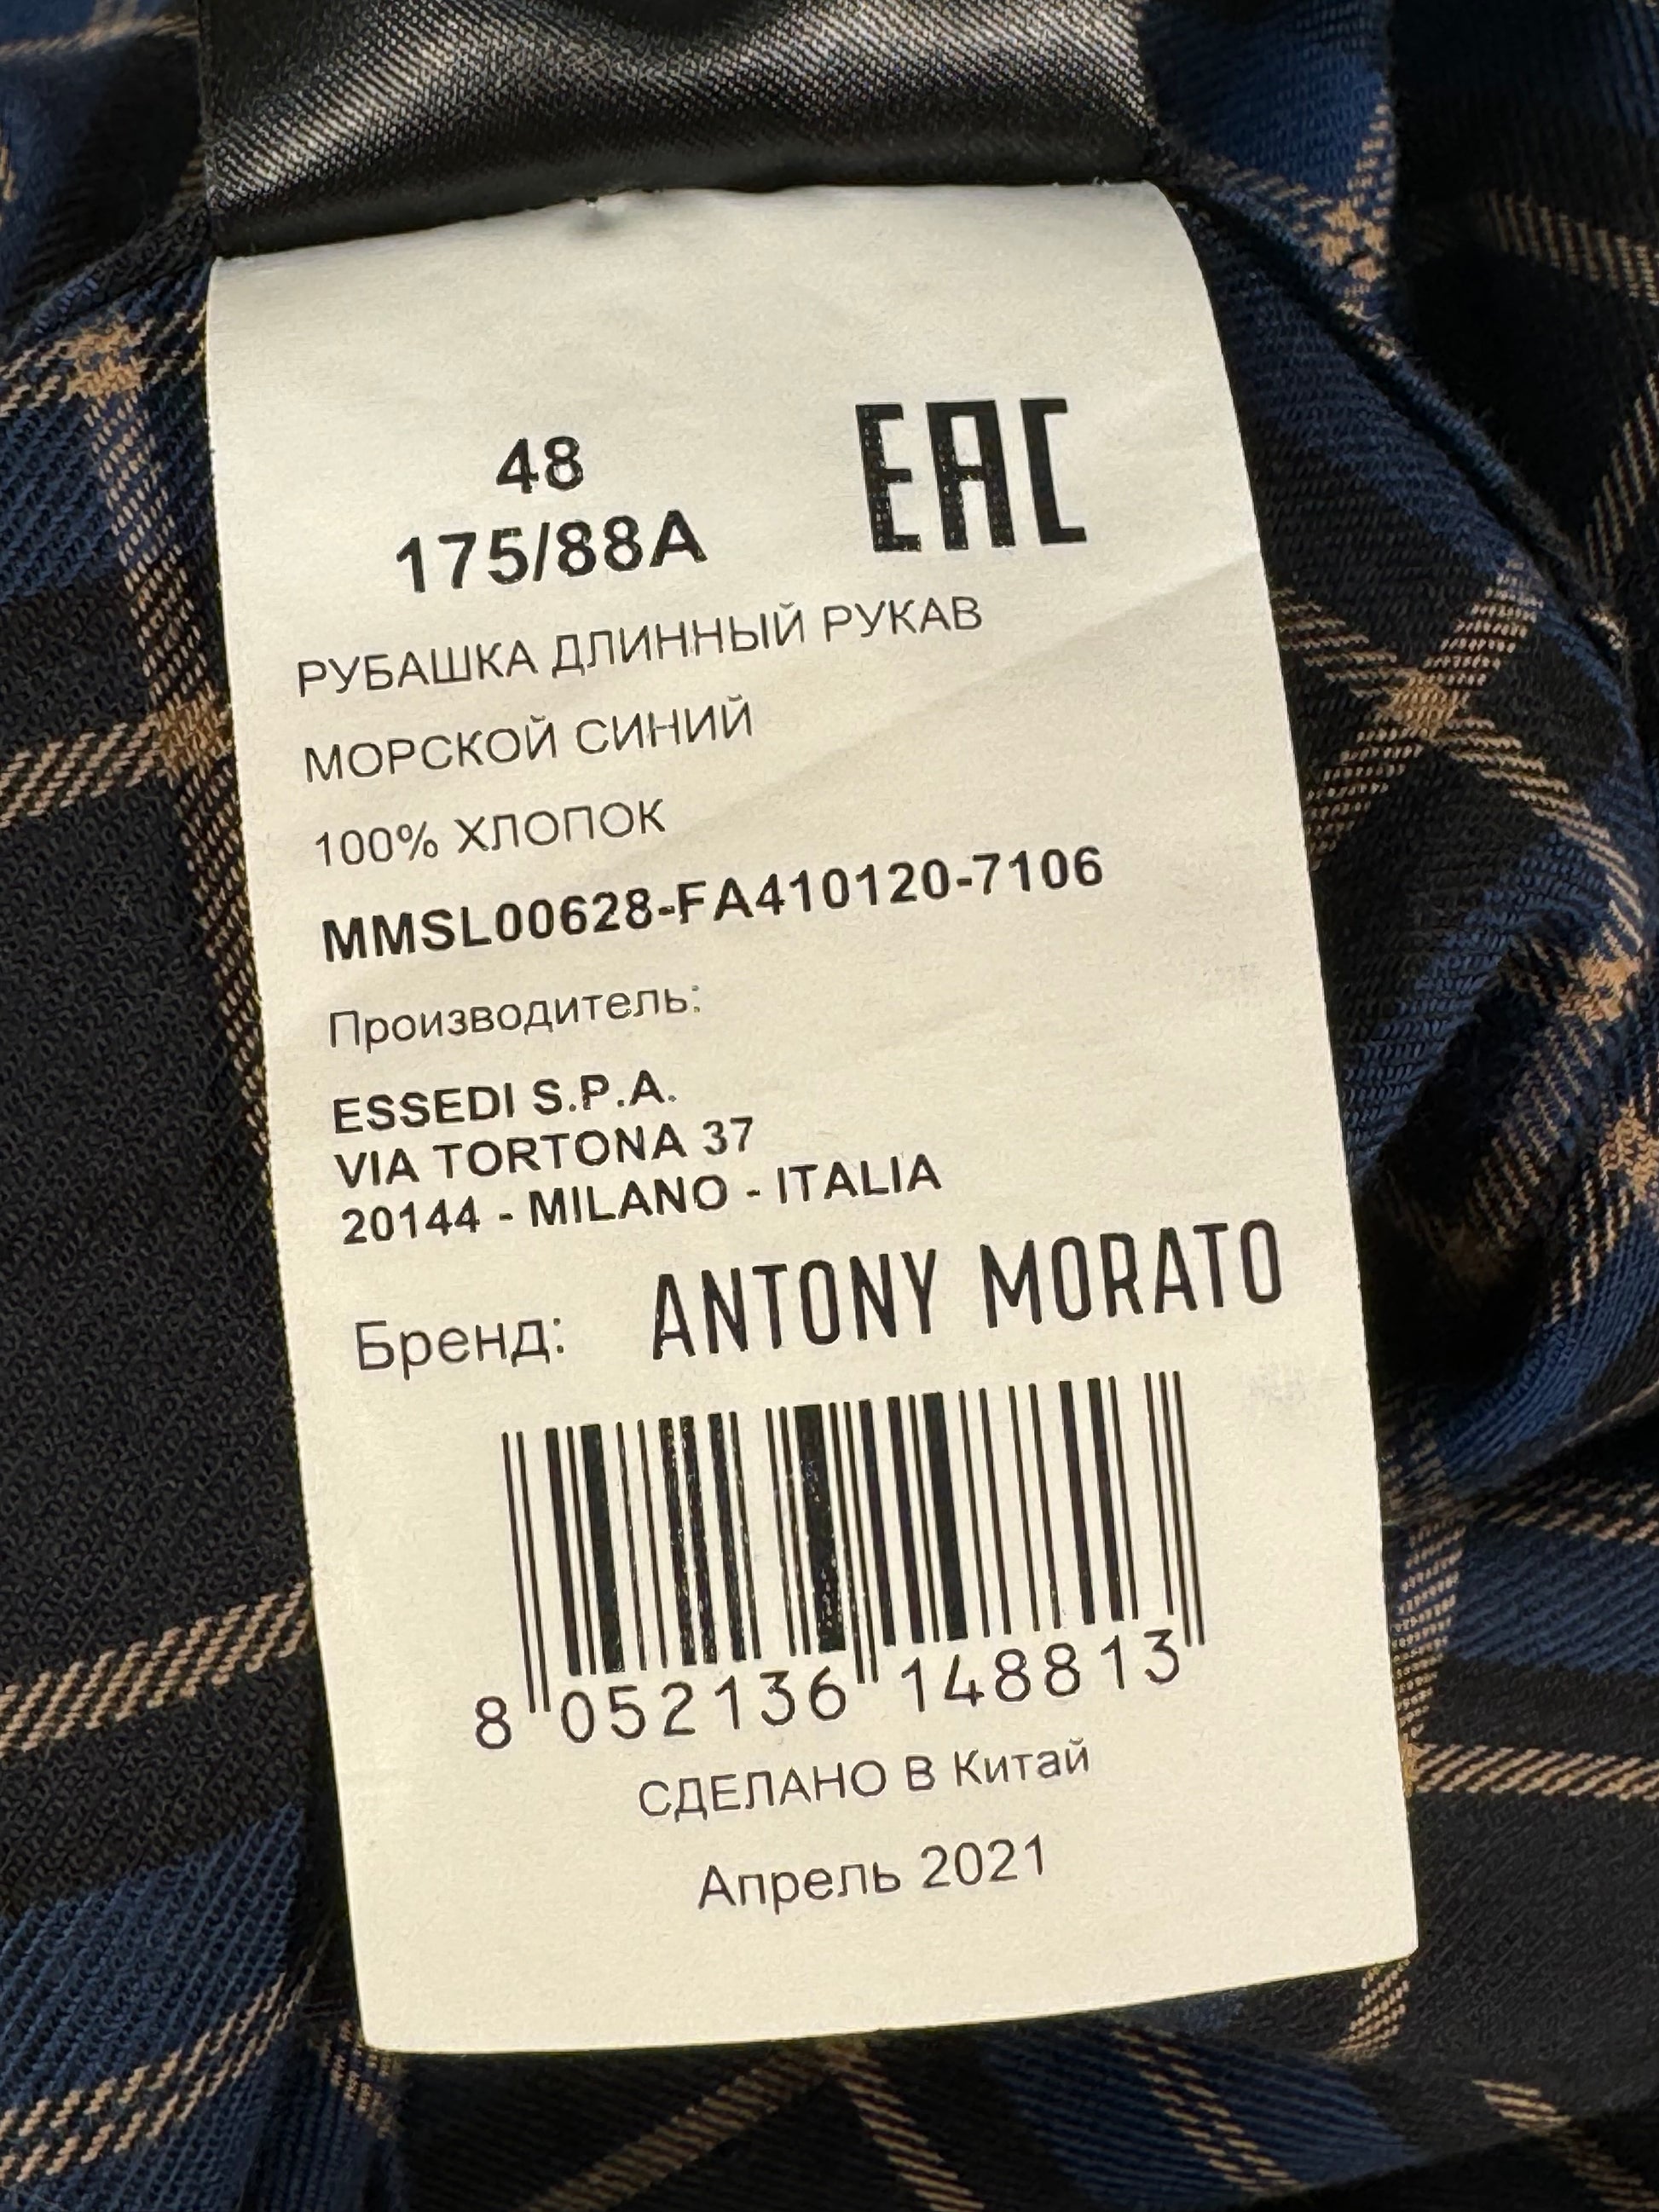 48
175/88A
EAC
РУБАШКА ДЛИННЫЙ РУКАВ
МОРСКОЙ СИНИЙ
100% ХЛОПОК
MMSL00628-FA410120-7106
Производитель:
ESSEDI S.P.A.
VIA TORTONA 37
20144 - MILANO - ITALIA
Бренд: ANTONY MORATO
8 052136 148813
СДЕЛАНО В Китай
Апрель 2021